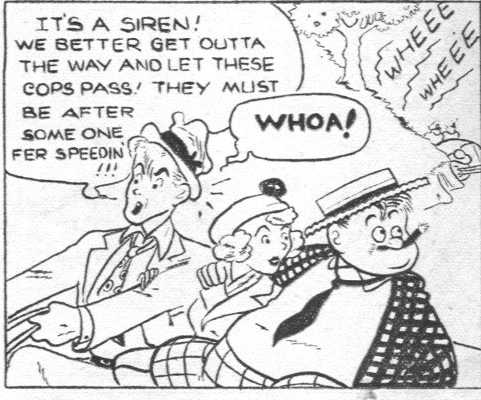 IT'S A SIREN!
WE BETTER GET OUTTA
THE WAY AND LET THESE
COPS PASS! THEY MUST
BE AFTER
SOME ONE
FER SPEEDIN'
!!!
WHOA!
WHEEEE
WHEEE